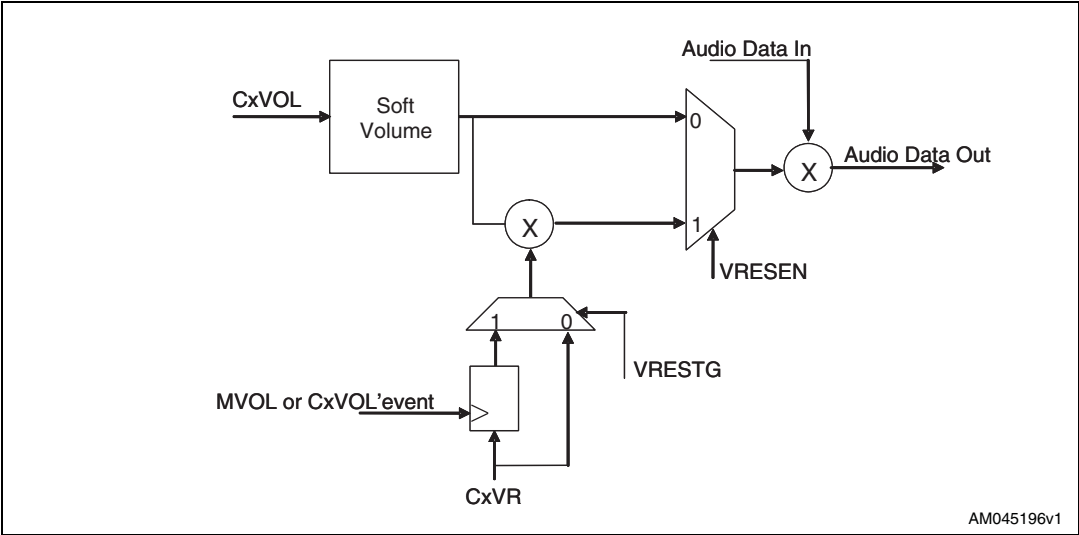 Audio Data In
CxVOL
Soft
Volume
0
Audio Data Out
X
1
X
VRESEN
1
0
VRESTG
MVOL or CxVOL'event
CxVR
AM045196v1